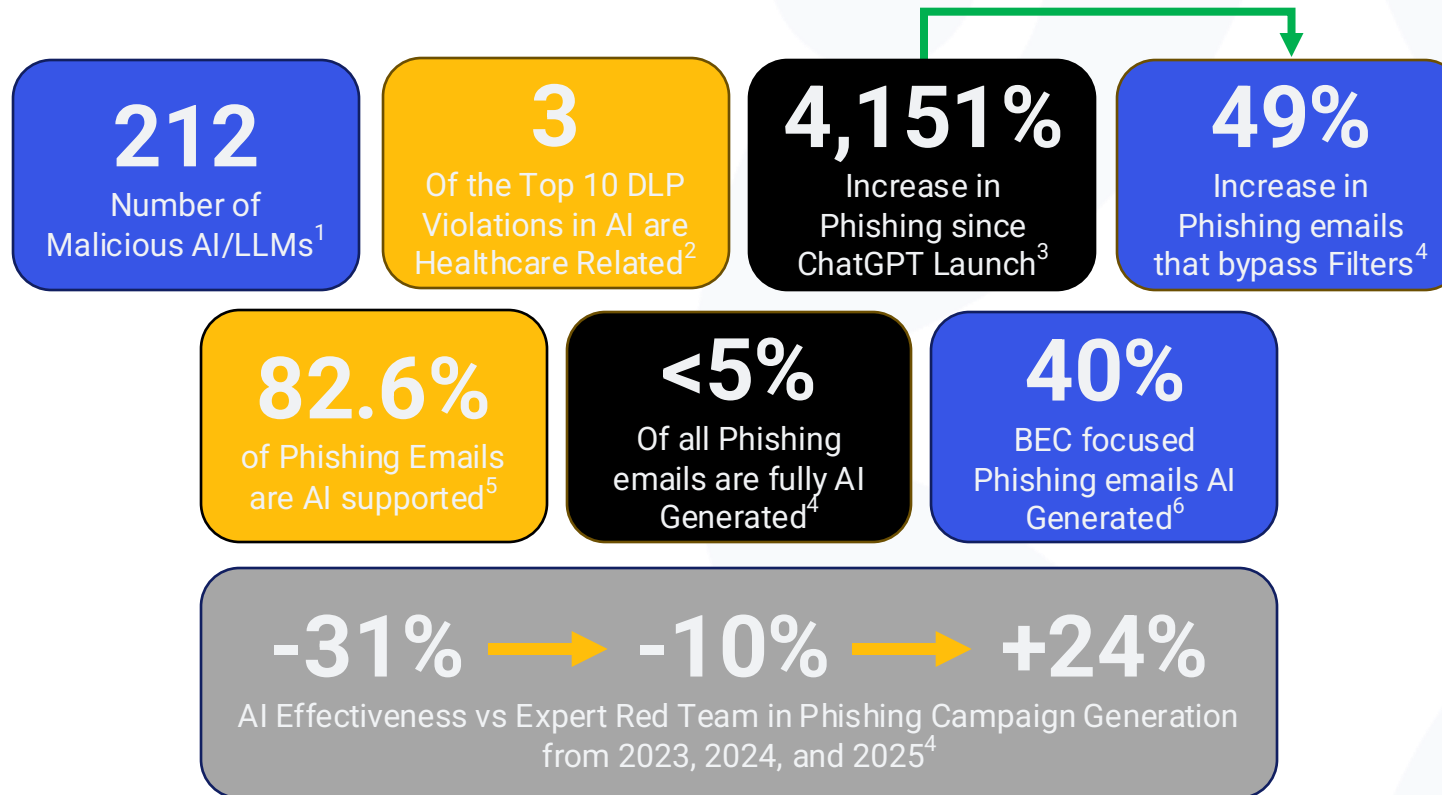 212
Number of
Malicious AI/LLMs1
3
Of the Top 10 DLP
Violations in AI are
Healthcare Related2
4,151%
Increase in
Phishing since
ChatGPT Launch3
49%
Increase in
Phishing emails
that bypass Filters4
82.6%
of Phishing Emails
are AI supported5
<5%
Of all Phishing
emails are fully AI
Generated4
40%
BEC focused
Phishing emails AI
Generated6
-31% -10% +24%
AI Effectiveness vs Expert Red Team in Phishing Campaign Generation
from 2023, 2024, and 20254